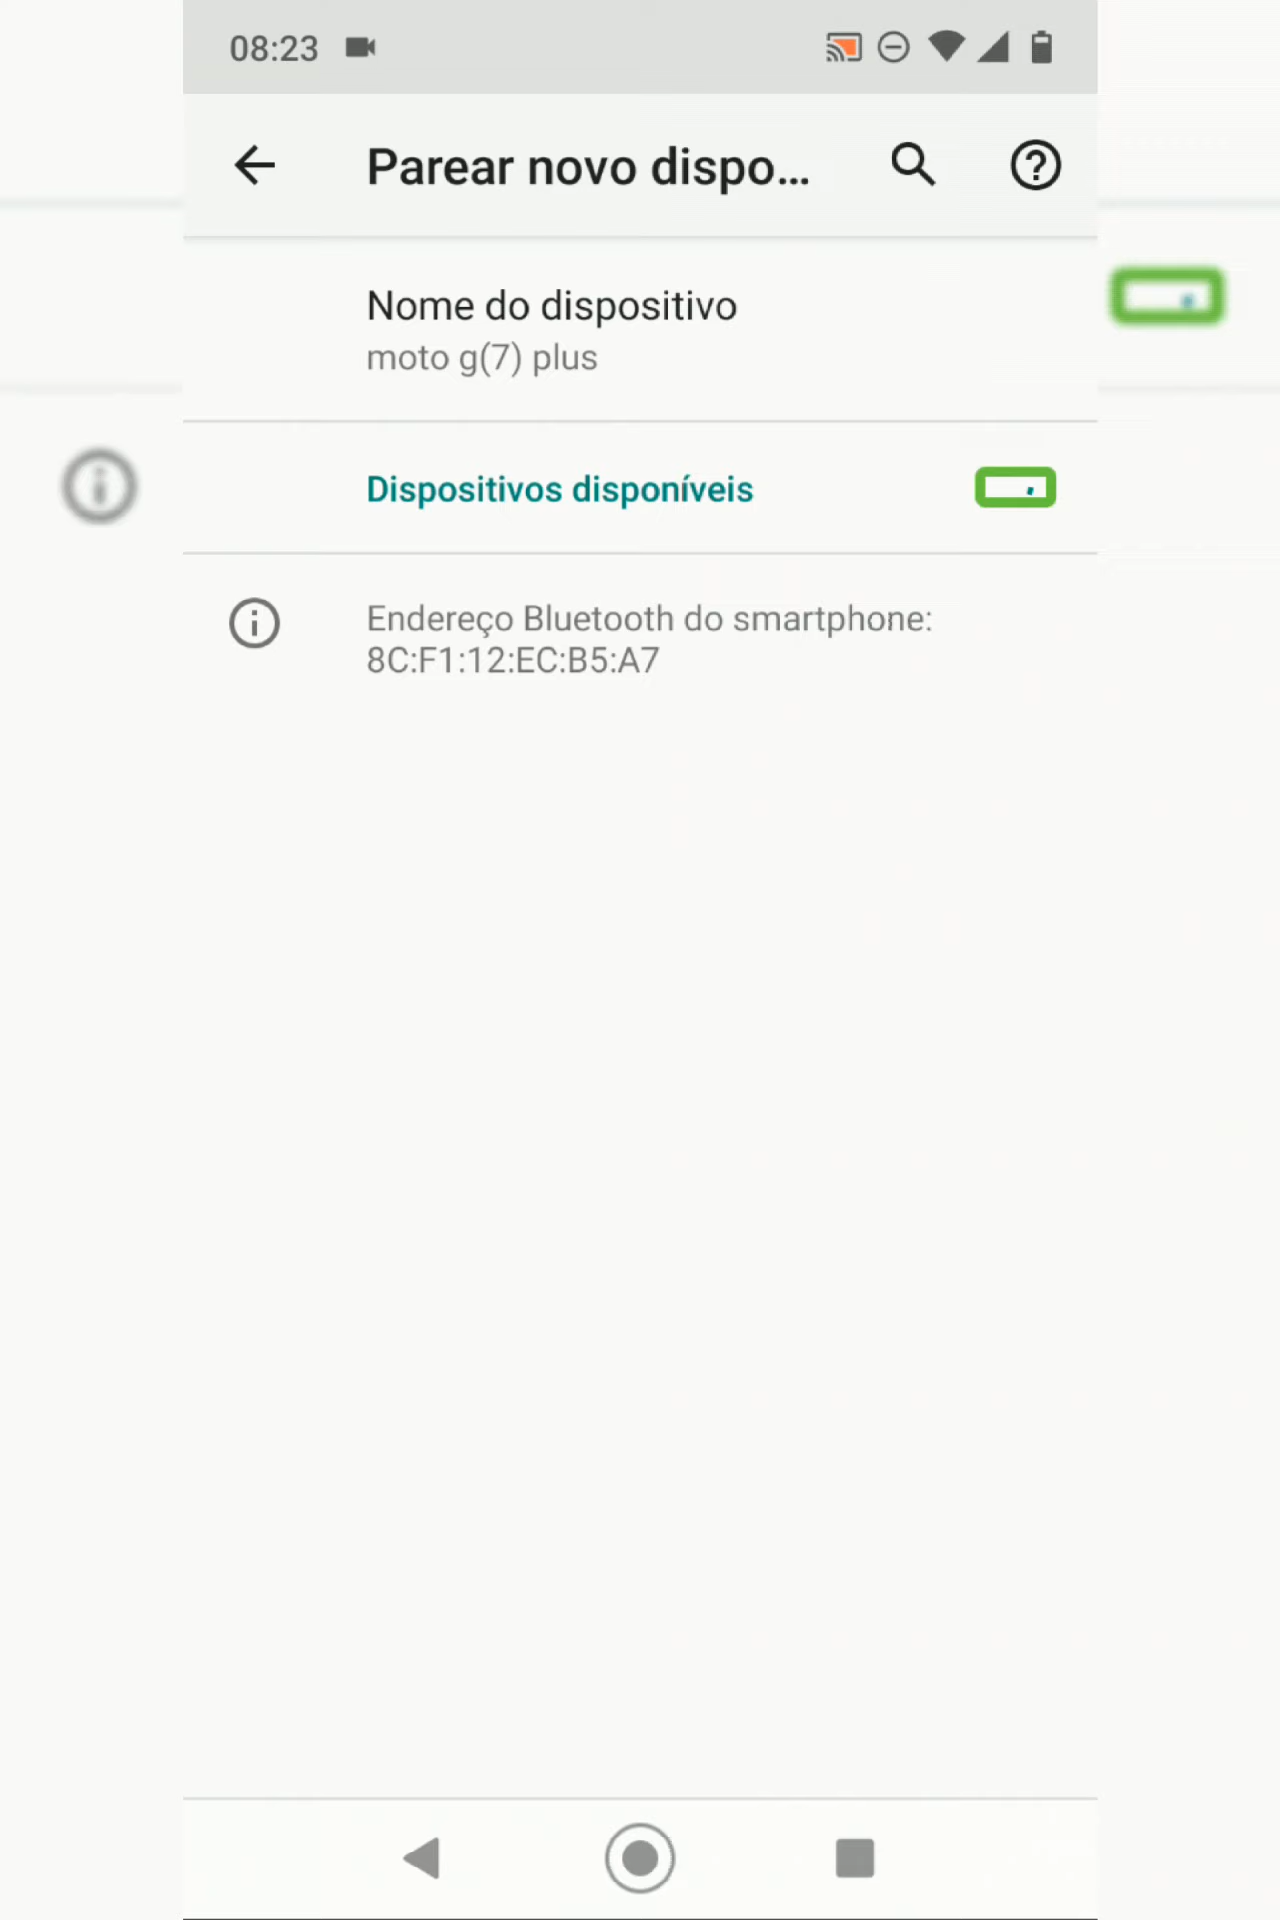 08:23
Parear novo dispo...
Nome do dispositivo
moto g(7) plus
Dispositivos disponíveis
Endereço Bluetooth do smartphone:
8C:F1:12:EC:B5:A7